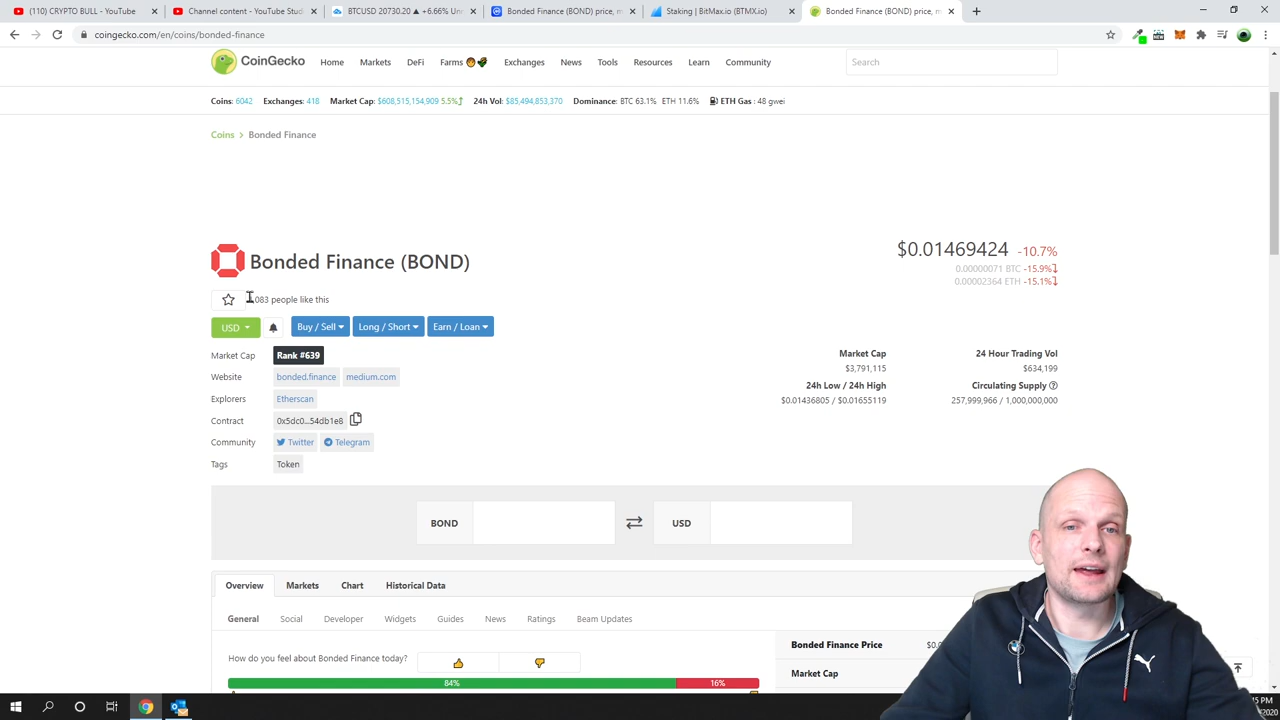 (110) CRYPTO BULL - YouTube
Channel content - YouTube Studio
BTCUSD 20730.20 ▲ +6.66% Un
Bonded Finance (BOND) price, m
Staking | BitMax.io (BTMX.io)
Bonded Finance (BOND) price, m
coingecko.com/en/coins/bonded-finance
CoinGecko Home Markets DeFi Farms Exchanges News Tools Resources Learn Community Search
Coins: 6042 Exchanges: 418 Market Cap: $608,515,154,909 5.5% 24h Vol: $85,494,853,370 Dominance: BTC 63.1% ETH 11.6% ETH Gas : 48 gwei
Coins > Bonded Finance
Bonded Finance (BOND)
$0.01469424 -10.7%
0.00000071 BTC -15.9%
0.00002364 ETH -15.1%
083 people like this
USD Buy / Sell Long / Short Earn / Loan
Market Cap Rank #639
Website bonded.finance medium.com
Explorers Etherscan
Contract 0x5dc0...54db1e8
Community Twitter Telegram
Tags Token
Market Cap 24 Hour Trading Vol
$3,791,115 $634,199
24h Low / 24h High Circulating Supply
$0.01436805 / $0.01655119 257,999,966 / 1,000,000,000
BOND USD
Overview Markets Chart Historical Data
General Social Developer Widgets Guides News Ratings Beam Updates
How do you feel about Bonded Finance today?
84% 16%
Bonded Finance Price $0.
Market Cap
PUMA